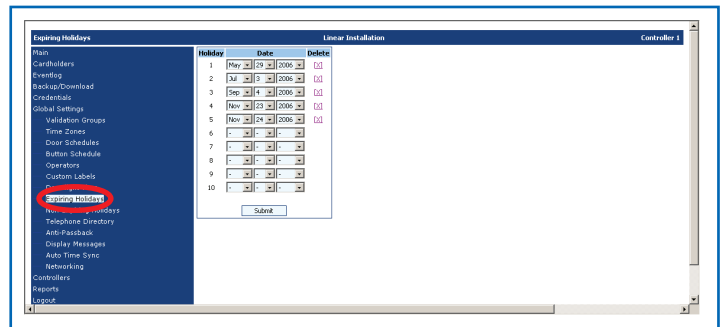 Expiring Holidays Linear Installation Controller 1
Main
Cardholders
Eventlog
Backup/Download
Credentials
Global Settings
Validation Groups
Time Zones
Door Schedules
Button Schedule
Operators
Custom Labels
Expiring Holidays
Telephone Directory
Anti-Passback
Display Messages
Auto Time Sync
Networking
Controllers
Reports
Logout
Holiday Date Delete
1 May 29 2006 [X]
2 Jul 3 2006 [X]
3 Sep 4 2006 [X]
4 Nov 23 2006 [X]
5 Nov 24 2006 [X]
6 - - -
7 - - -
8 - - -
9 - - -
10 - - -
Submit